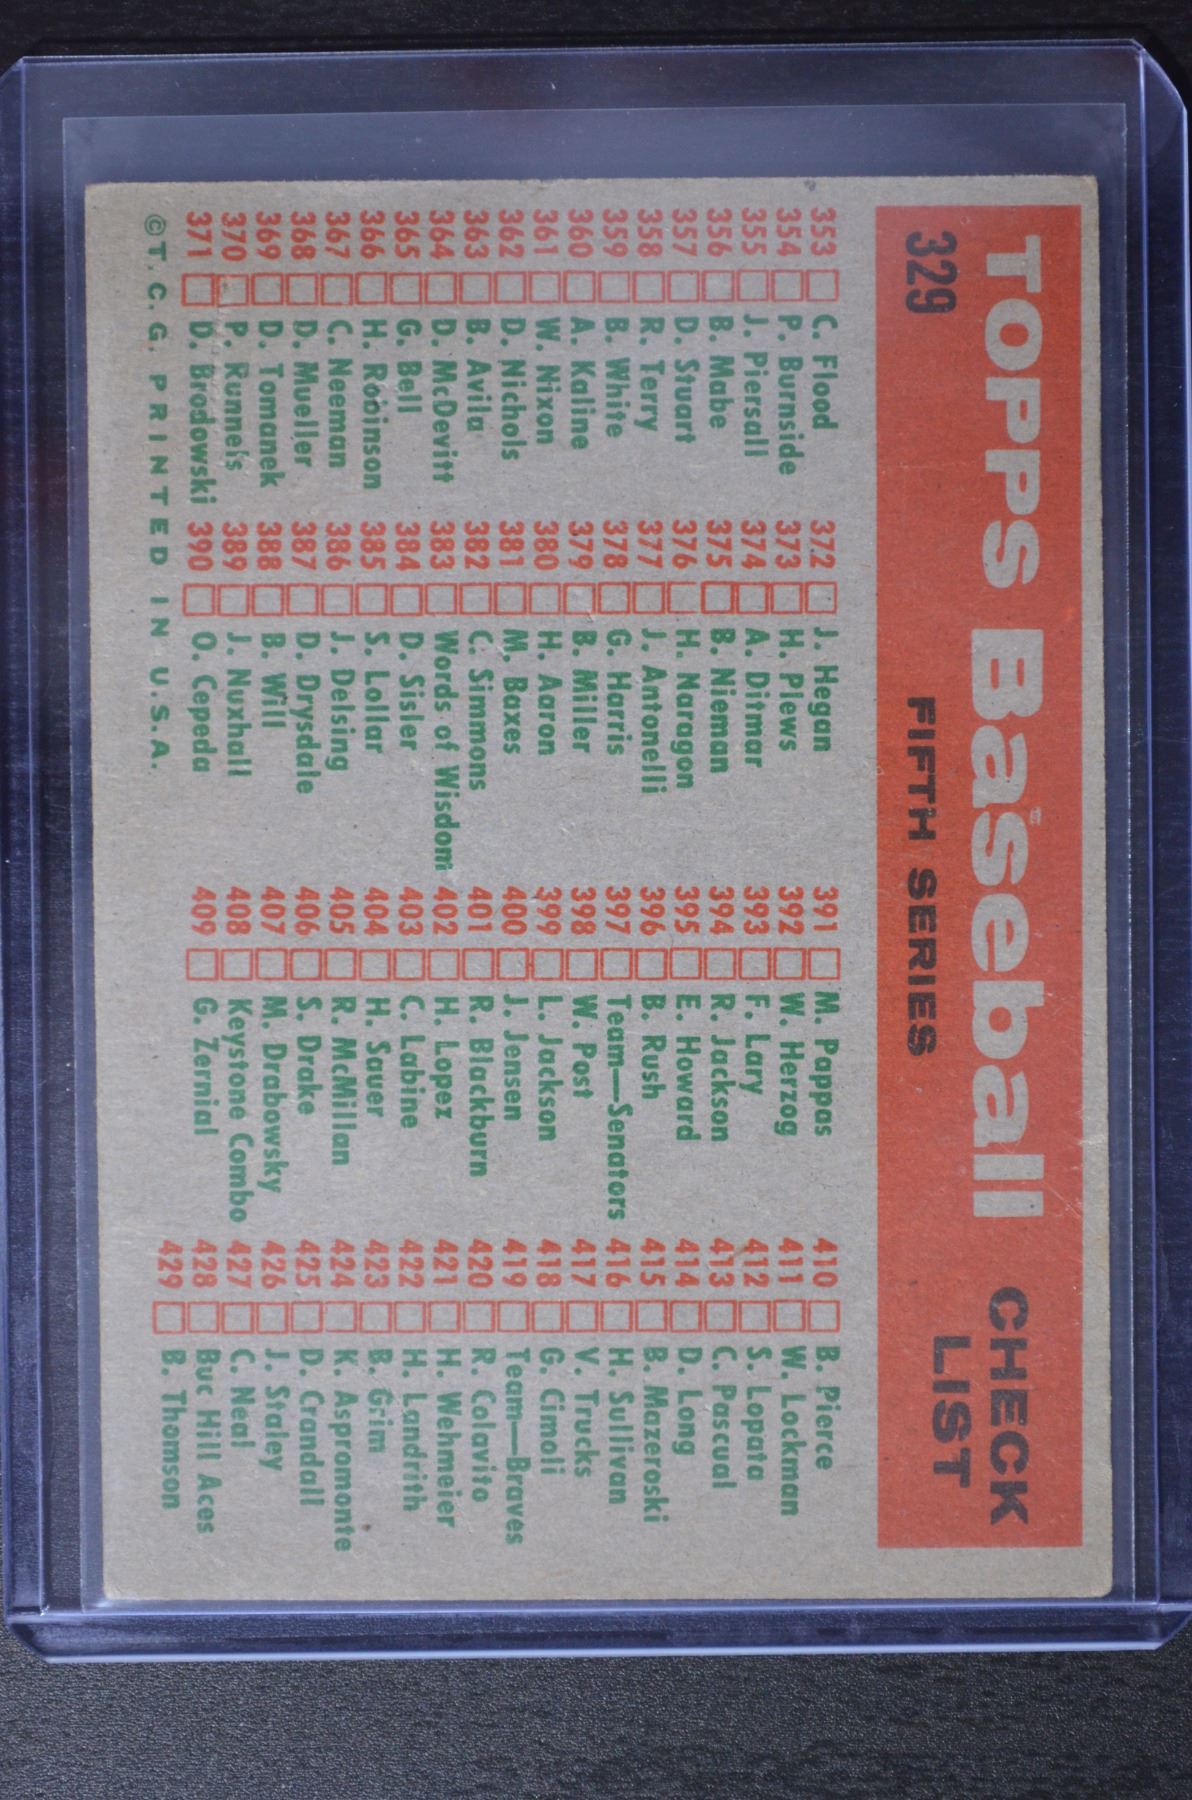 TOPPS Baseball CHECK LIST
329
FIFTH SERIES
353 C. Flood
354 P. Burnside
355 J. Piersall
356 B. Mabe
357 D. Stuart
358 R. Terry
359 B. White
360 A. Kaline
361 W. Nixon
362 D. Nichols
363 B. Avila
364 D. McDevitt
365 G. Bell
366 H. Robinson
367 C. Neeman
368 D. Mueller
369 D. Tomanek
370 P. Runnels
371 D. Brodowski
372 J. Hegan
373 H. Plews
374 A. Ditmar
375 B. Nieman
376 H. Naragon
377 J. Antonelli
378 G. Harris
379 B. Miller
380 H. Aaron
381 M. Baxes
382 C. Simmons
383 Words of Wisdom
384 D. Sisler
385 S. Lollar
386 J. Delsing
387 D. Drysdale
388 B. Will
389 J. Nuxhall
390 O. Cepeda
391 M. Pappas
392 W. Herzog
393 F. Lary
394 R. Jackson
395 E. Howard
396 B. Rush
397 Team—Senators
398 W. Post
399 L. Jackson
400 J. Jensen
401 R. Blackburn
402 H. Lopez
403 C. Labine
404 H. Sauer
405 R. McMillan
406 S. Drake
407 M. Drabowsky
408 Keystone Combo
409 G. Zernial
410 B. Pierce
411 W. Lockman
412 S. Lopata
413 C. Pascual
414 D. Long
415 B. Mazeroski
416 H. Sullivan
417 V. Trucks
418 G. Cimoli
419 Team—Braves
420 R. Colavito
421 H. Wehmeier
422 H. Landrith
423 B. Grim
424 K. Aspromonte
425 D. Crandall
426 J. Staley
427 C. Neal
428 Buc Hill Aces
429 B. Thomson
©T.C.G. PRINTED IN U.S.A.